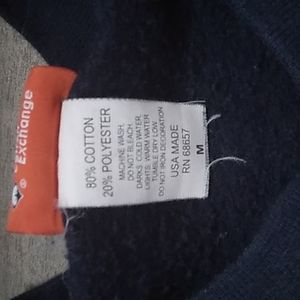 Exchange
®
80% COTTON
20% POLYESTER
MACHINE WASH.
DO NOT BLEACH.
DARKS: COLD WATER
LIGHTS: WARM WATER
TUMBLE DRY LOW.
DO NOT IRON DECORATION
USA MADE
RN 68657
M